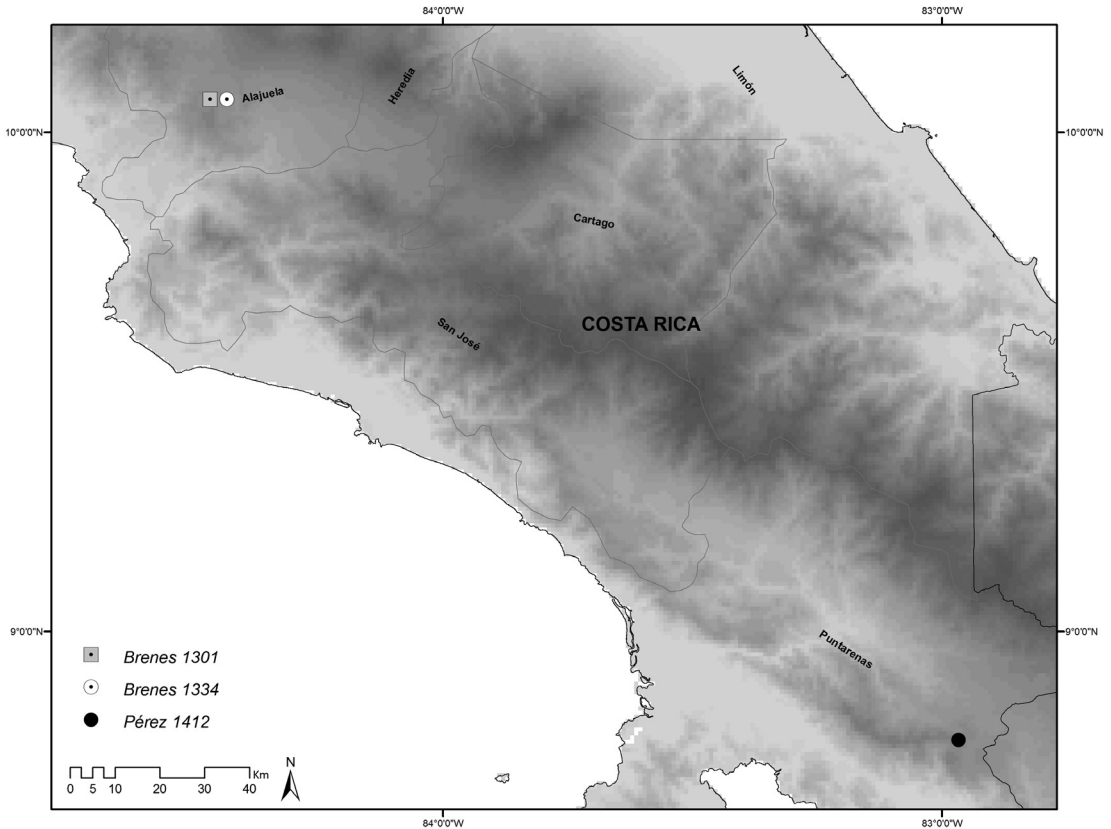 84°0'0"W 83°0'0"W
Heredia
Limón
Alajuela
10°0'0"N 10°0'0"N
Cartago
San José
COSTA RICA
9°0'0"N 9°0'0"N
Puntarenas
Brenes 1301
Brenes 1334
Pérez 1412
N
Km
0 5 10 20 30 40
84°0'0"W 83°0'0"W